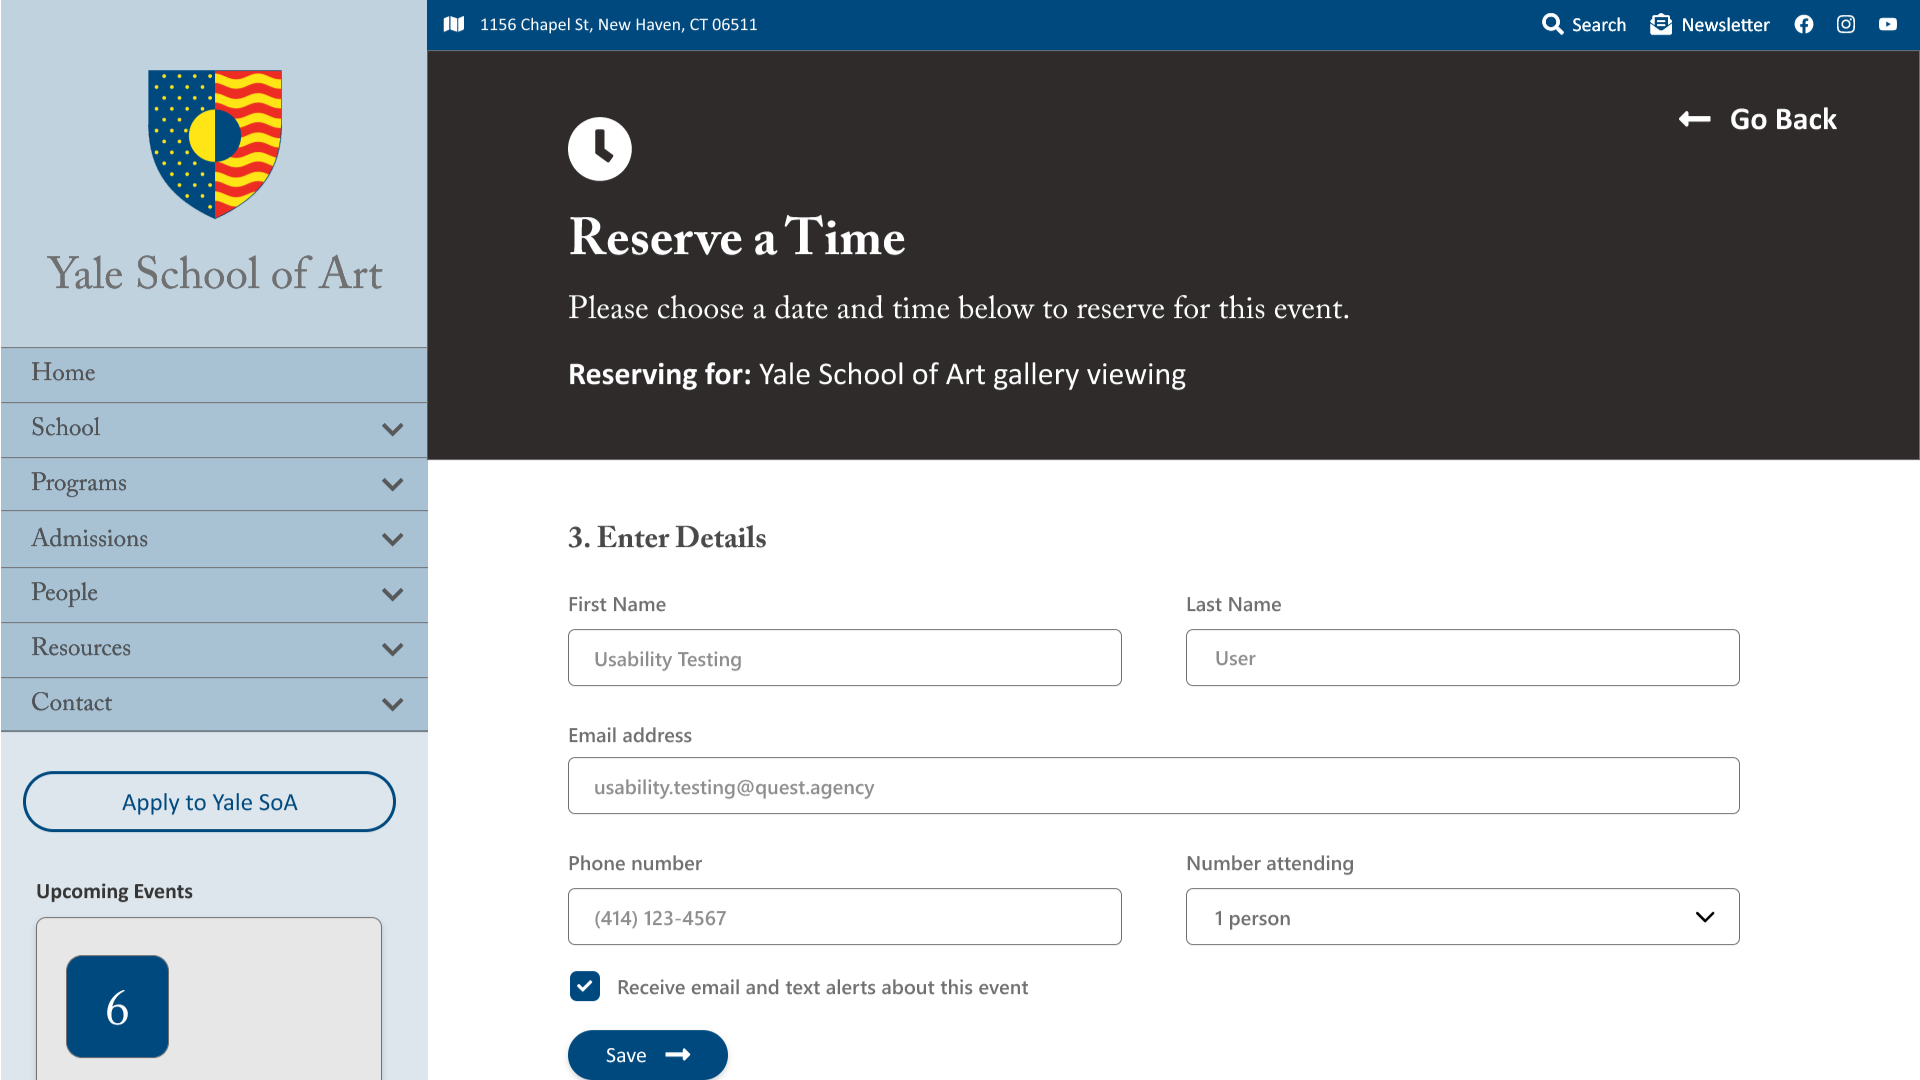 1156 Chapel St, New Haven, CT 06511
Search
Newsletter
Yale School of Art
Home
School
Programs
Admissions
People
Resources
Contact
Apply to Yale SoA
Upcoming Events
6
Go Back
Reserve a Time
Please choose a date and time below to reserve for this event.
Reserving for: Yale School of Art gallery viewing
3. Enter Details
First Name
Last Name
Usability Testing
User
Email address
usability.testing@quest.agency
Phone number
Number attending
(414) 123-4567
1 person
Receive email and text alerts about this event
Save